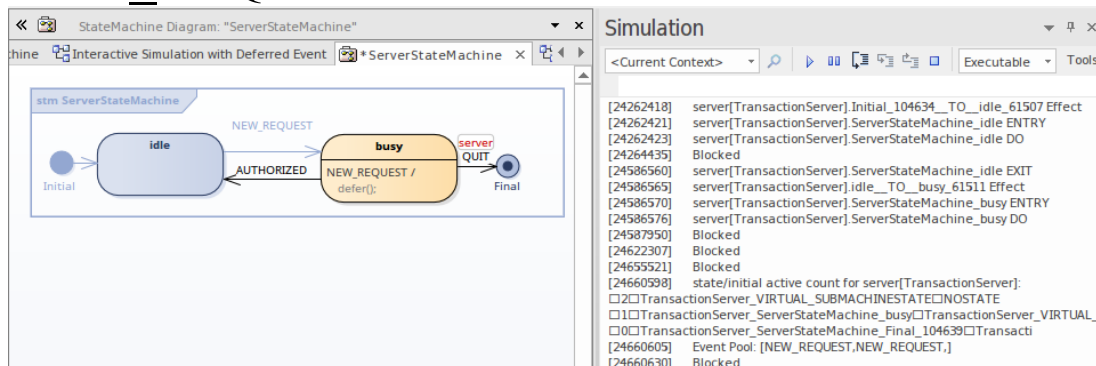 StateMachine Diagram: "ServerStateMachine"
hine Interactive Simulation with Deferred Event *ServerStateMachine
stm ServerStateMachine
NEW_REQUEST
idle
busy
server
QUIT
AUTHORIZED
NEW_REQUEST /
defer();
Initial
Final
Simulation
<Current Context>
Executable
Tools
[24262418] server[TransactionServer].Initial_104634__TO__idle_61507 Effect
[24262421] server[TransactionServer].ServerStateMachine_idle ENTRY
[24262423] server[TransactionServer].ServerStateMachine_idle DO
[24264435] Blocked
[24586560] server[TransactionServer].ServerStateMachine_idle EXIT
[24586565] server[TransactionServer].idle__TO__busy_61511 Effect
[24586570] server[TransactionServer].ServerStateMachine_busy ENTRY
[24586576] server[TransactionServer].ServerStateMachine_busy DO
[24587950] Blocked
[24622307] Blocked
[24655521] Blocked
[24660598] state/initial active count for server[TransactionServer]:
□2□TransactionServer_VIRTUAL_SUBMACHINESTATE□NOSTATE
□1□TransactionServer_ServerStateMachine_busy□TransactionServer_VIRTUAL_
□0□TransactionServer_ServerStateMachine_Final_104639□Transacti
[24660605] Event Pool: [NEW_REQUEST,NEW_REQUEST,]
[24660630] Blocked